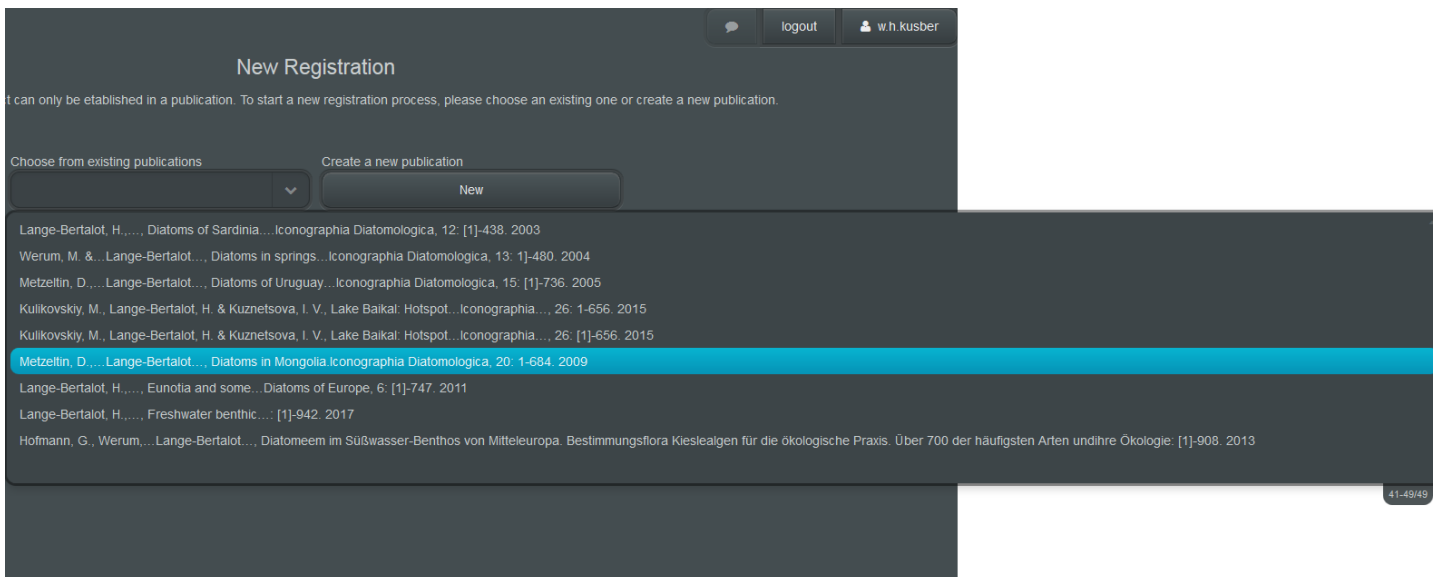 logout
w.h.kusber
New Registration
t can only be etablished in a publication. To start a new registration process, please choose an existing one or create a new publication.
Choose from existing publications
Create a new publication
New
Lange-Bertalot, H.,…, Diatoms of Sardinia.…Iconographia Diatomologica, 12: [1]-438. 2003
Werum, M. &…Lange-Bertalot…, Diatoms in springs…Iconographia Diatomologica, 13: 1]-480. 2004
Metzeltin, D.,…Lange-Bertalot…, Diatoms of Uruguay…Iconographia Diatomologica, 15: [1]-736. 2005
Kulikovskiy, M., Lange-Bertalot, H. & Kuznetsova, I. V., Lake Baikal: Hotspot…Iconographia…, 26: 1-656. 2015
Kulikovskiy, M., Lange-Bertalot, H. & Kuznetsova, I. V., Lake Baikal: Hotspot…Iconographia…, 26: [1]-656. 2015
Metzeltin, D.,…Lange-Bertalot…, Diatoms in Mongolia.Iconographia Diatomologica, 20: 1-684. 2009
Lange-Bertalot, H.,…, Eunotia and some…Diatoms of Europe, 6: [1]-747. 2011
Lange-Bertalot, H.,…, Freshwater benthic…: [1]-942. 2017
Hofmann, G., Werum,…Lange-Bertalot…, Diatomeem im Süßwasser-Benthos von Mitteleuropa. Bestimmungsflora Kieslealgen für die ökologische Praxis. Über 700 der häufigsten Arten undihre Ökologie: [1]-908. 2013
41-49/49